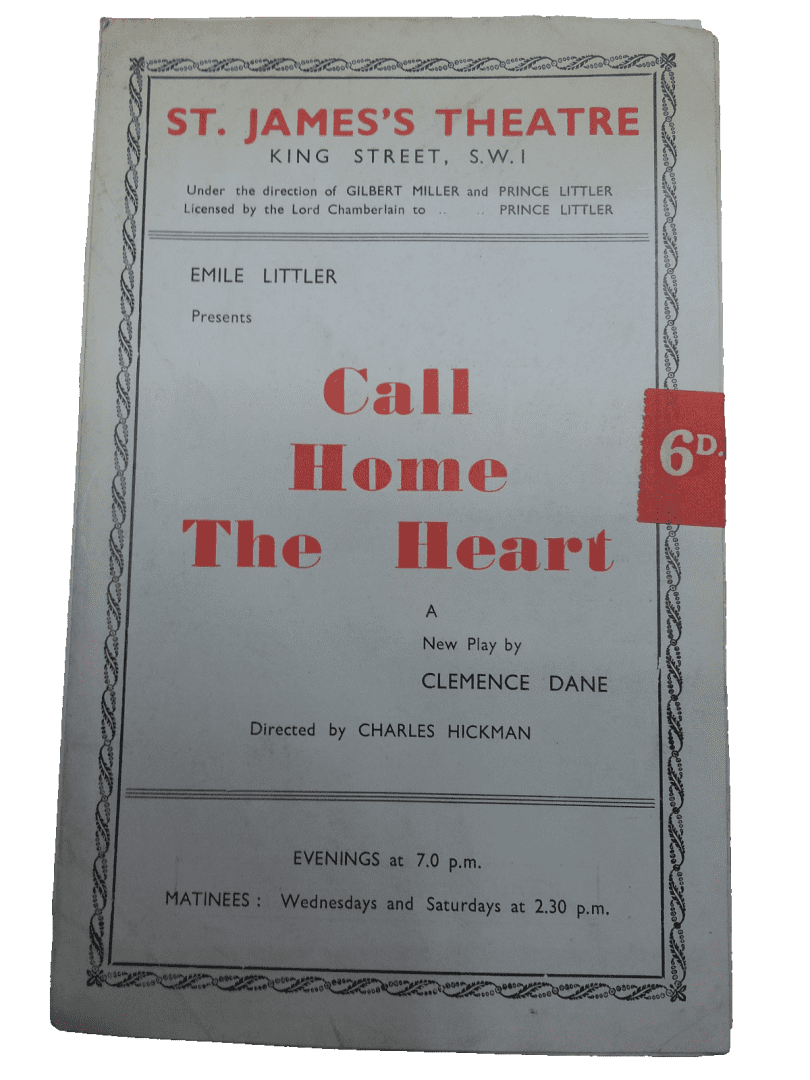 ST. JAMES'S THEATRE
KING STREET, S.W.1
Under the direction of GILBERT MILLER and PRINCE LITTLER
Licensed by the Lord Chamberlain to .. .. PRINCE LITTLER
EMILE LITTLER
Presents
Call
Home
6D.
The Heart
A
New Play by
CLEMENCE DANE
Directed by CHARLES HICKMAN
EVENINGS at 7.0 p.m.
MATINEES : Wednesdays and Saturdays at 2.30 p.m.